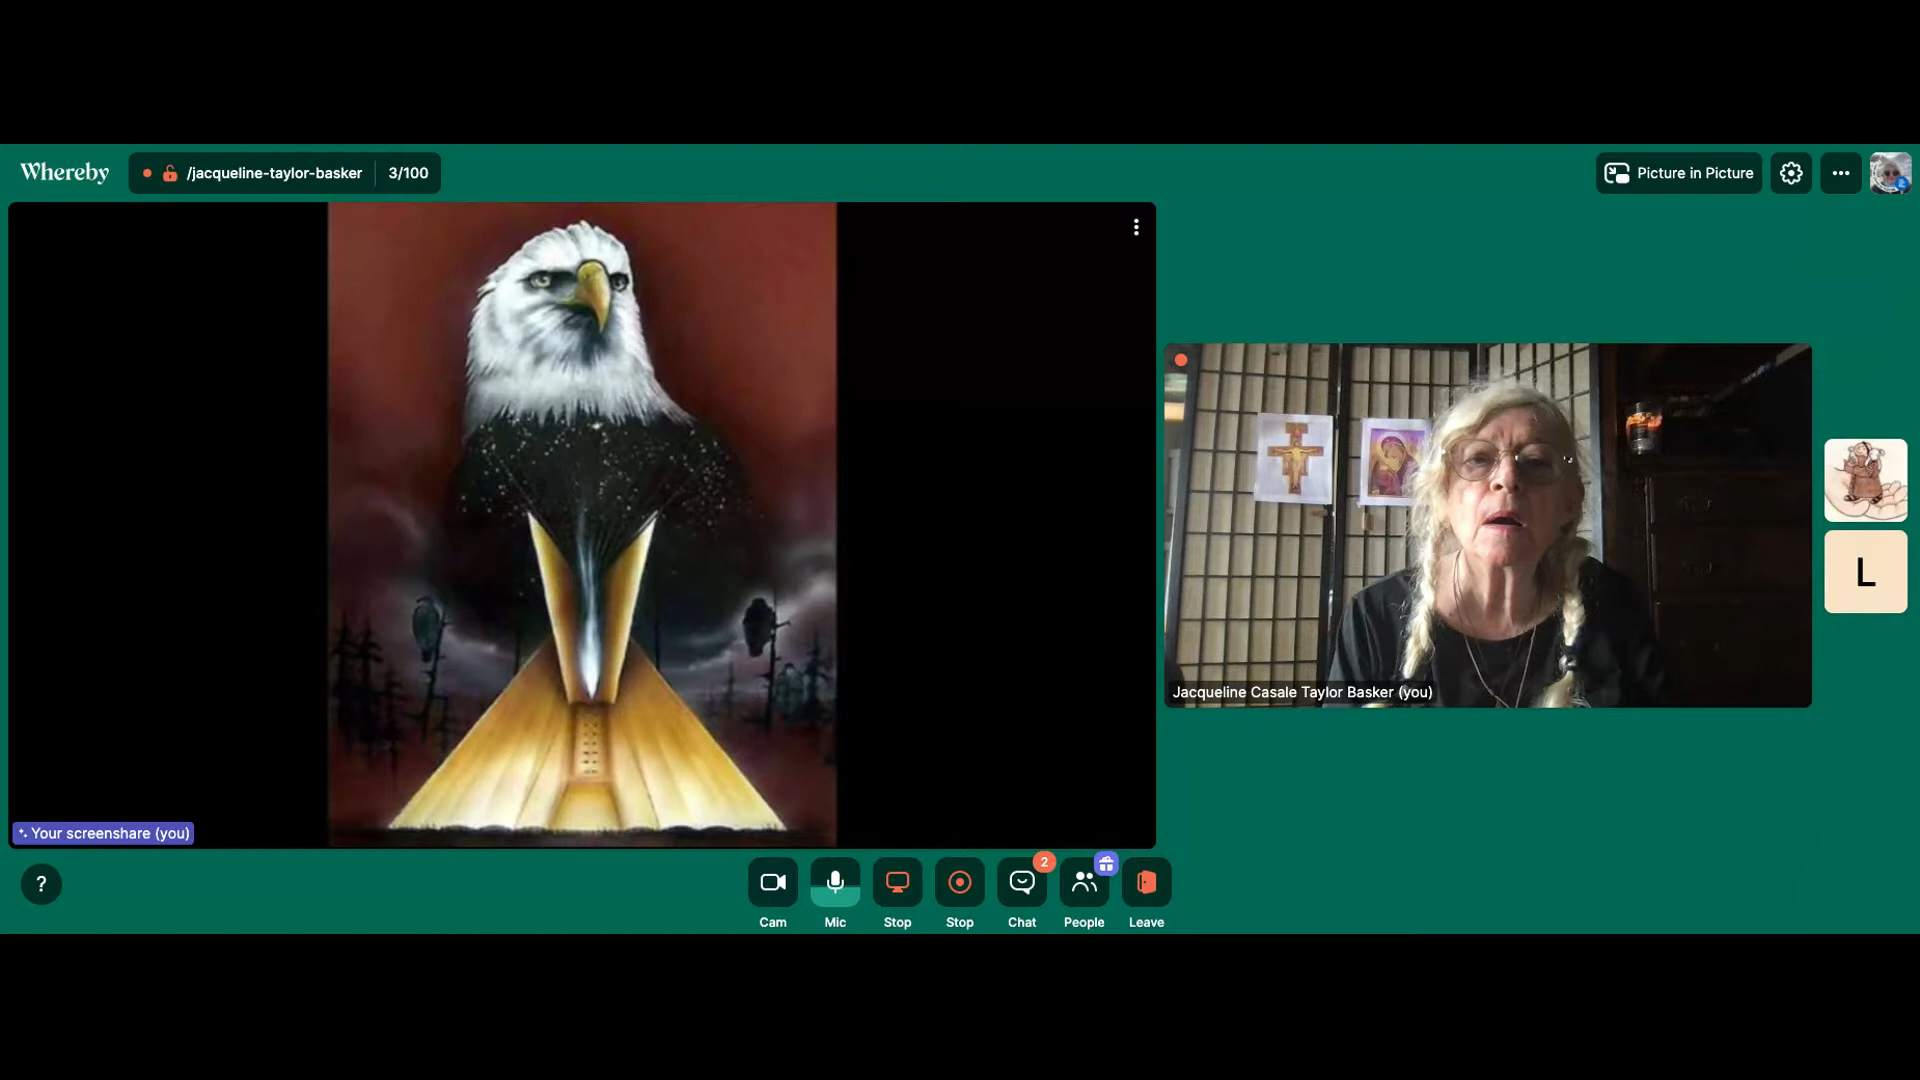 Whereby
/jacqueline-taylor-basker 3/100
Picture in Picture
Jacqueline Casale Taylor Basker (you)
L
Your screenshare (you)
?
2
Cam Mic Stop Stop Chat People Leave